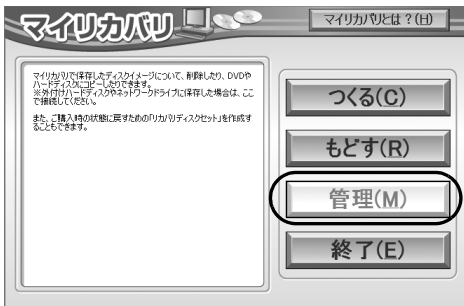 マイリカバリ
マイリカバリとは？(H)
マイリカバリで保存したディスクイメージについて、削除したり、DVDや
ハードディスクにコピーしたりできます。
※外付けハードディスクやネットワークドライブに保存した場合は、ここ
で接続してください。
また、ご購入時の状態に戻すための「リカバリディスクセット」を作成す
ることもできます。
つくる(C)
もどす(R)
管理(M)
終了(E)